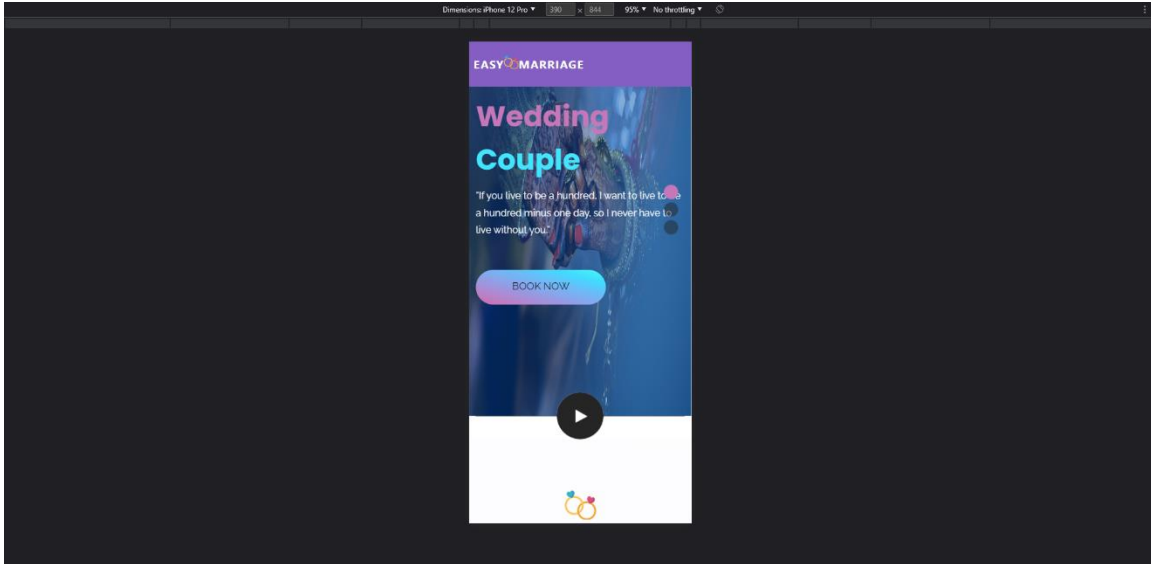 Dimensions: iPhone 12 Pro ▼ 390 × 844 95% ▼ No throttling ▼
EASY MARRIAGE
Wedding
Couple
"If you live to be a hundred, I want to live to be
a hundred minus one day, so I never have to
live without you."
BOOK NOW